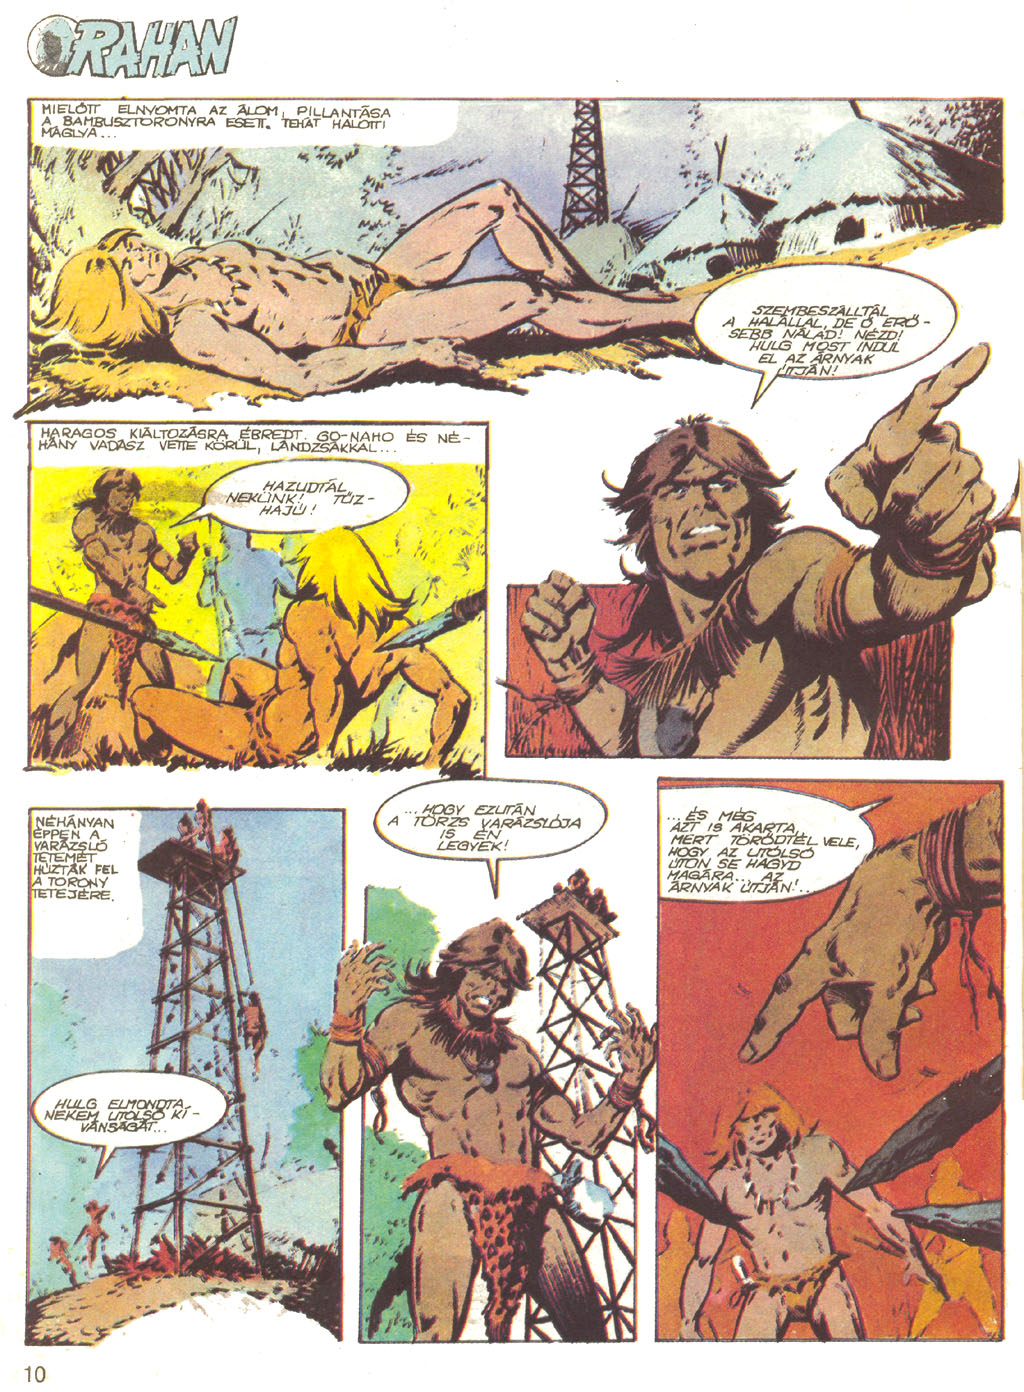 ORAHAN
MIELŐTT ELNYOMTA AZ ÁLOM, PILLANTÁSA
A BAMBUSZTORONYRA ESETT. TEHÁT HALOTTI
MÁGLYA...
SZEMBESZÁLLTÁL
A HALÁLLAL, DE Ő ERŐ-
SEBB NÁLAD! NÉZD!
HULG MOST INDUL
EL AZ ÁRNYAK
ÚTJÁN!
HARAGOS KIÁLTOZÁSRA ÉBREDT. GO-NAHO ÉS NÉ-
HÁNY VADÁSZ VETTE KÖRÜL, LÁNDZSÁKKAL...
HAZUDTÁL
NEKÜNK! TŰZ-
HAJÚ!
NÉHÁNYAN
ÉPPEN A
VARÁZSLÓ
TETEMÉT
HÚZTÁK FEL
A TORONY
TETEJÉRE.
HULG ELMONDTA
NEKEM UTOLSÓ KÍ-
VÁNSÁGÁT...
...HOGY EZUTÁN
A TÖRZS VARÁZSLÓJA
IS ÉN
LEGYEK!
...ÉS MÉG
AZT IS AKARTA,
MERT TÖRŐDTÉL VELE,
HOGY AZ UTOLSÓ
ÚTON SE HAGYD
MAGÁRA... AZ
ÁRNYAK ÚTJÁN!...
10